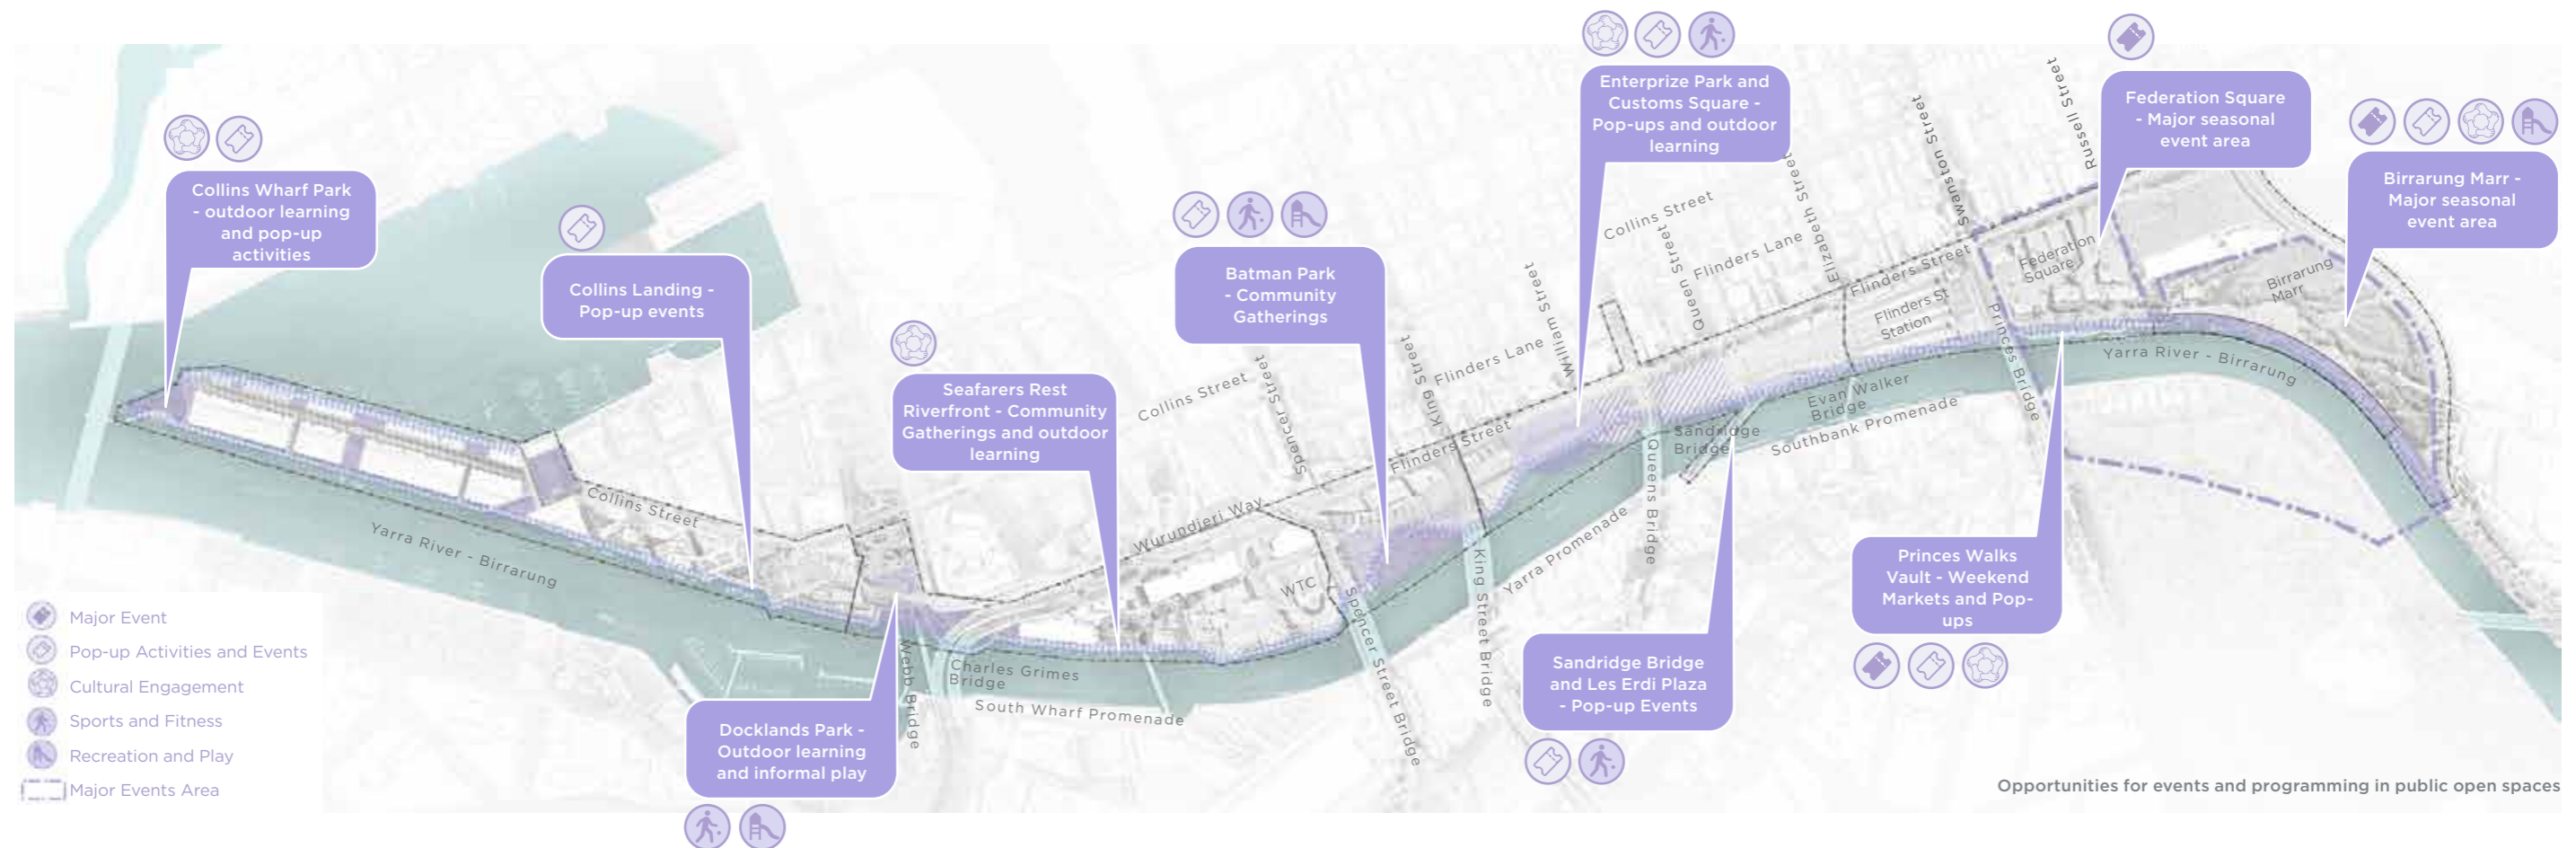 Collins Wharf Park
- outdoor learning
and pop-up
activities
Collins Landing -
Pop-up events
Seafarers Rest
Riverfront - Community
Gatherings and outdoor
learning
Batman Park
- Community
Gatherings
Enterprize Park and
Customs Square -
Pop-ups and outdoor
learning
Federation Square
- Major seasonal
event area
Birrarung Marr -
Major seasonal
event area
Docklands Park -
Outdoor learning
and informal play
Sandridge Bridge
and Les Erdi Plaza
- Pop-up Events
Princes Walks
Vault - Weekend
Markets and Pop-
ups
Collins Street
Yarra River - Birrarung
Webb Bridge
Charles Grimes
Bridge
South Wharf Promenade
Wurundjeri Way
Collins Street
Spencer Street
WTC
Spencer Street Bridge
King Street
Flinders Lane
Flinders Street
King Street Bridge
Yarra Promenade
William Street
Queens Bridge
Queen Street
Collins Street
Flinders Lane
Elizabeth Street
Sandridge
Bridge
Evan Walker
Bridge
Southbank Promenade
Flinders Street
Flinders St
Station
Swanston Street
Russell Street
Federation
Square
Princes Bridge
Birrarung
Marr
Yarra River - Birrarung
Major Event
Pop-up Activities and Events
Cultural Engagement
Sports and Fitness
Recreation and Play
Major Events Area
Opportunities for events and programming in public open spaces